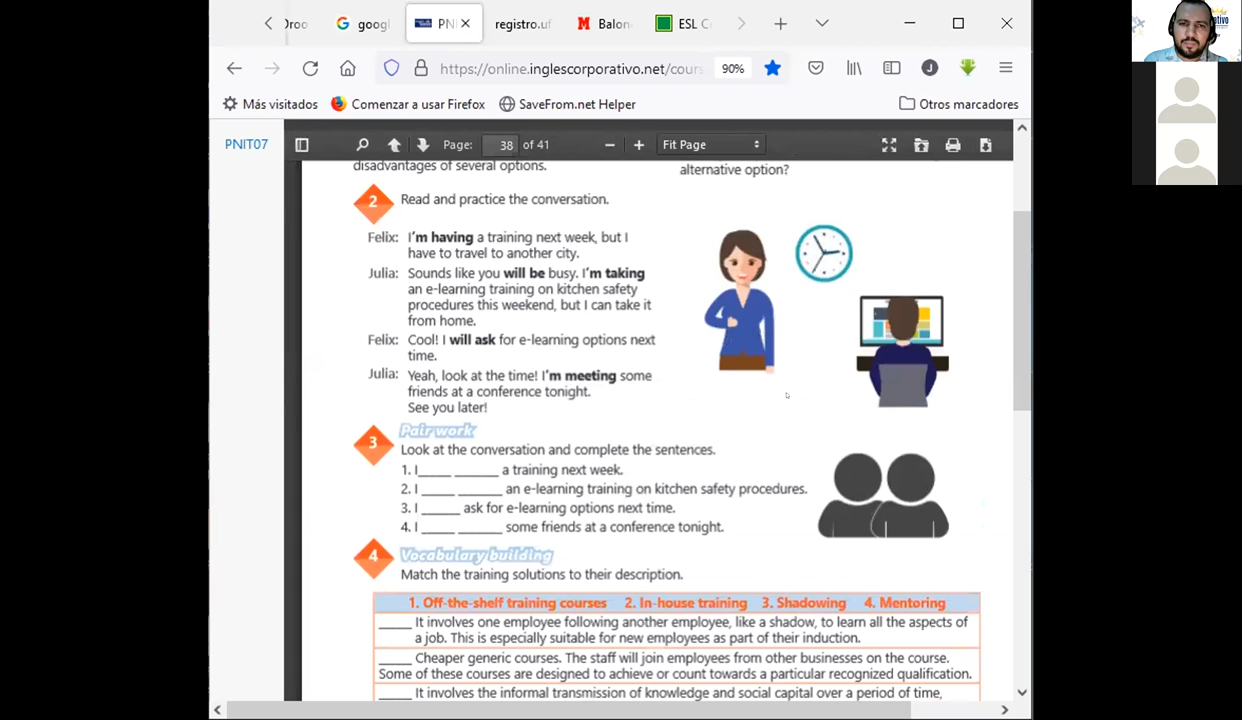 googl
PNI
registro.uf
Balon
ESL C
https://online.inglescorporativo.net/cour
90%
J
Más visitados
Comenzar a usar Firefox
SaveFrom.net Helper
Otros marcadores
PNIT07
Page:
38
of 41
Fit Page
disadvantages of several options.
alternative option?
2
Read and practice the conversation.
Felix: I'm having a training next week, but I
have to travel to another city.
Julia: Sounds like you will be busy. I'm taking
an e-learning training on kitchen safety
procedures this weekend, but I can take it
from home.
Felix: Cool! I will ask for e-learning options next
time.
Julia: Yeah, look at the time! I'm meeting some
friends at a conference tonight.
See you later!
3
Pair work
Look at the conversation and complete the sentences.
1. I_____ _______ a training next week.
2. I _____ _______ an e-learning training on kitchen safety procedures.
3. I ______ ask for e-learning options next time.
4. I _____ _______ some friends at a conference tonight.
4
Vocabulary building
Match the training solutions to their description.
1. Off-the-shelf training courses 2. In-house training 3. Shadowing 4. Mentoring
_____ It involves one employee following another employee, like a shadow, to learn all the aspects of
a job. This is especially suitable for new employees as part of their induction.
_____ Cheaper generic courses. The staff will join employees from other businesses on the course.
Some of these courses are designed to achieve or count towards a particular recognized qualification.
_____ It involves the informal transmission of knowledge and social capital over a period of time,